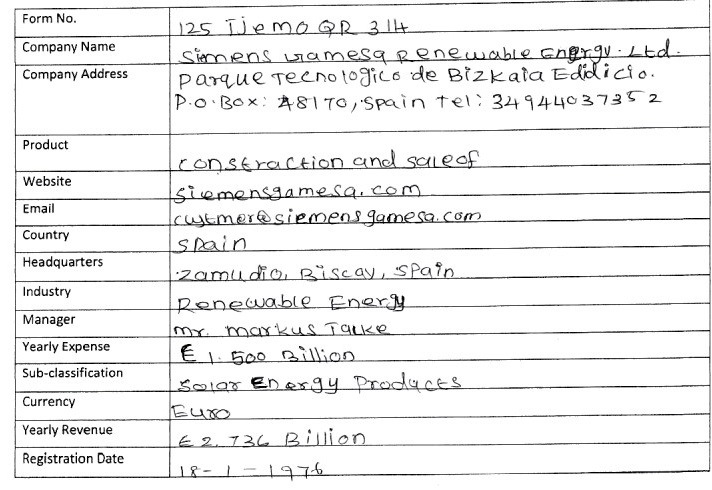 Form No. 125 IJemo QR 314
Company Name Simens Gamesa Renewable Energy. Ltd.
Company Address Parque Tecnologico de Bizkaia Edidicio.
P.O.Box: 48170, Spain tel: 34944037352
Product Constraction and saleof
Website siemensgamesa.com
Email custmer@siemensgamesa.com
Country Spain
Headquarters Zamudio, Biscay, Spain
Industry Renewable Energy
Manager mr. markus Tacke
Yearly Expense € 1.500 Billion
Sub-classification Solar Energy Products
Currency Euro
Yearly Revenue € 2.736 Billion
Registration Date 18-1-1976